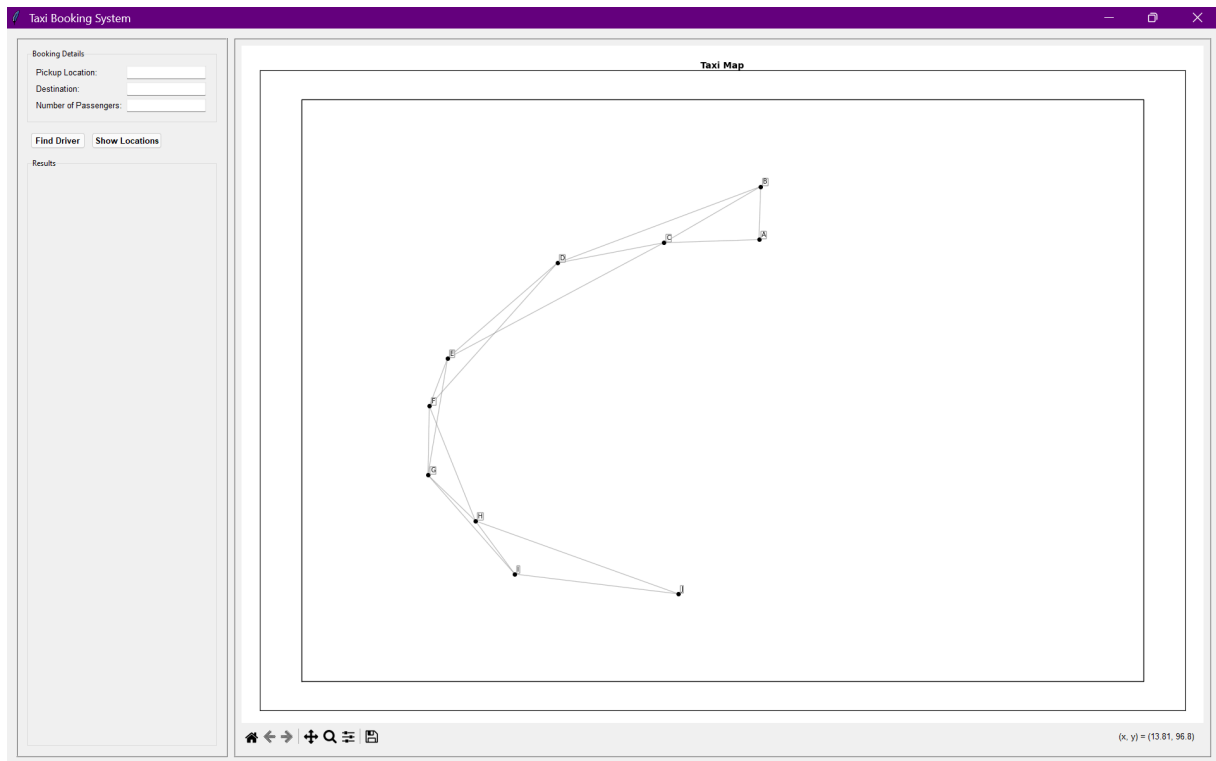 Taxi Booking System
Booking Details
Pickup Location:
Destination:
Number of Passengers:
Find Driver Show Locations
Results
Taxi Map
B
A
C
D
E
F
G
H
I
J
(x, y) = (13.81, 96.8)